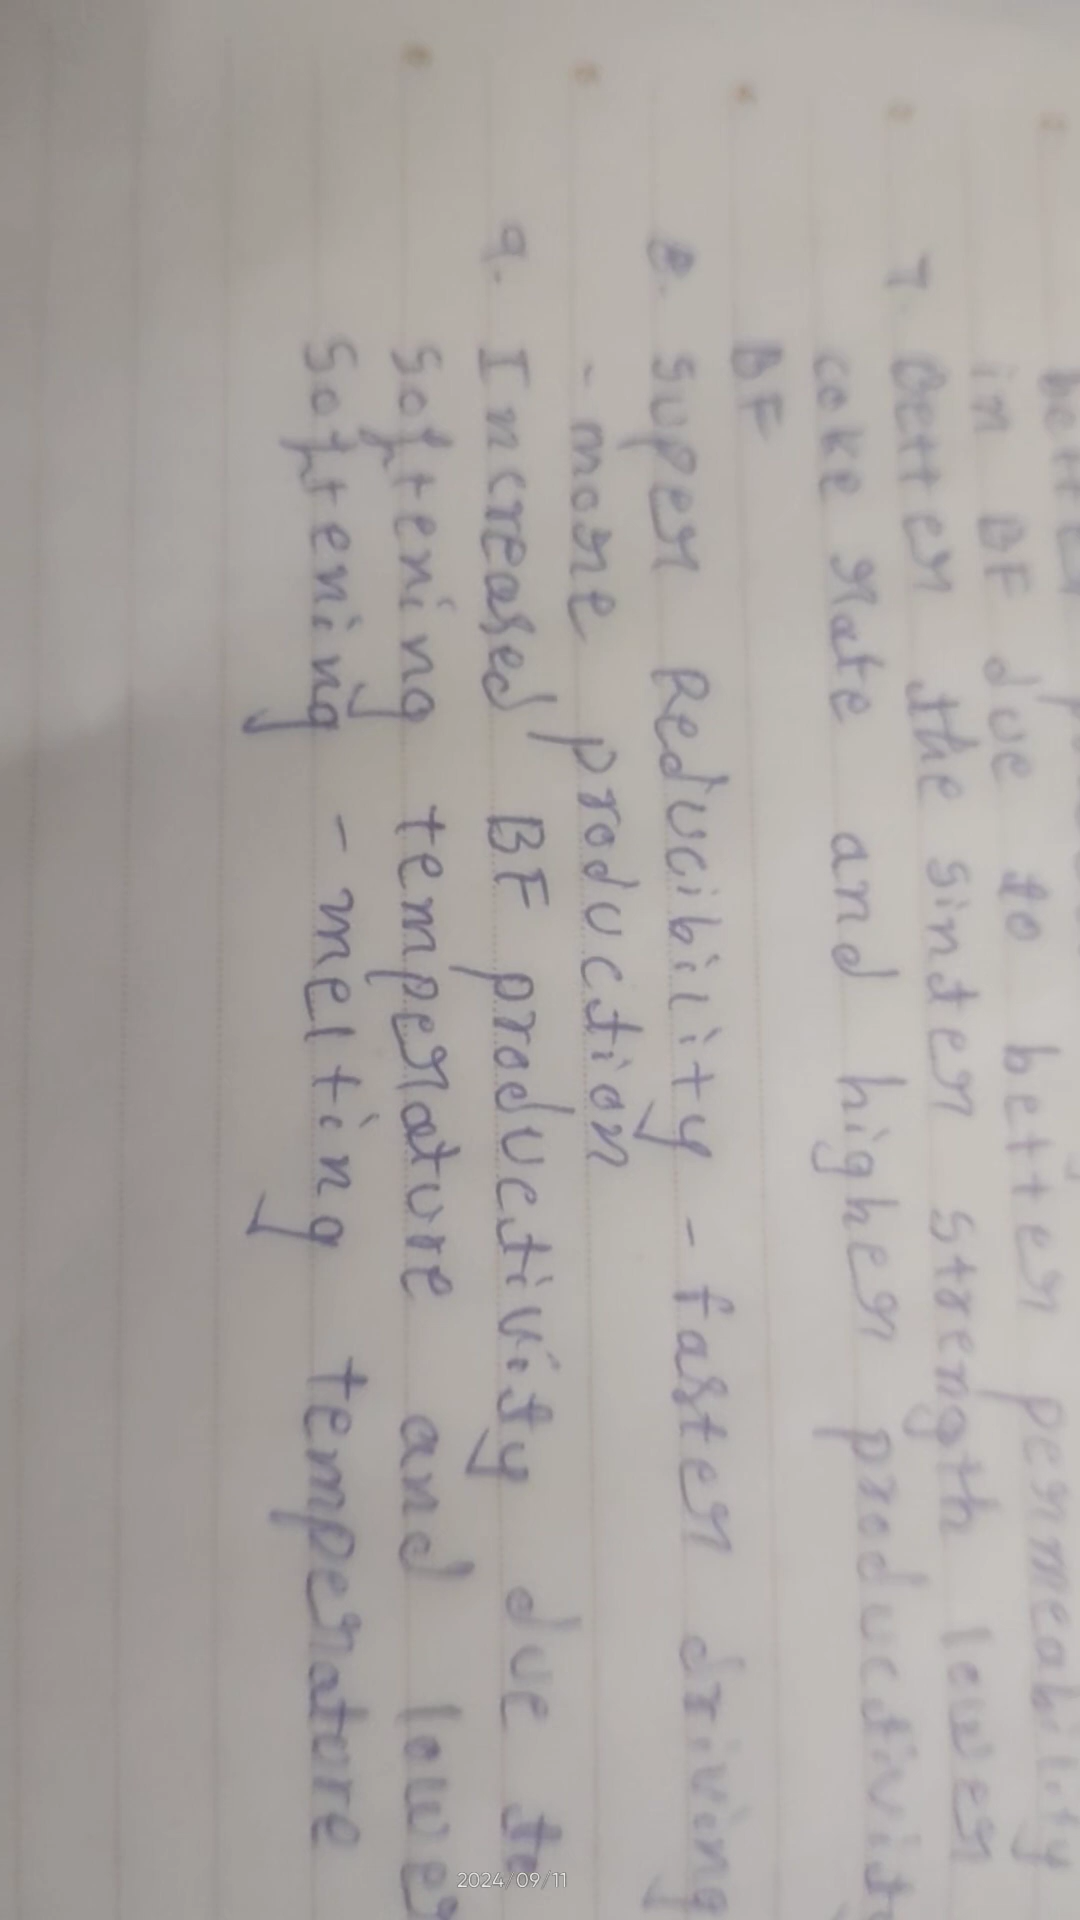 better
in BF due to better permeability
7. Better the sinter strength lower
coke rate and higher productivity
BF
8. super Reducibility - faster driving
- more production
9. Increased BF productivity due to
softening temperature and lower
softening - melting temperature
2024/09/11